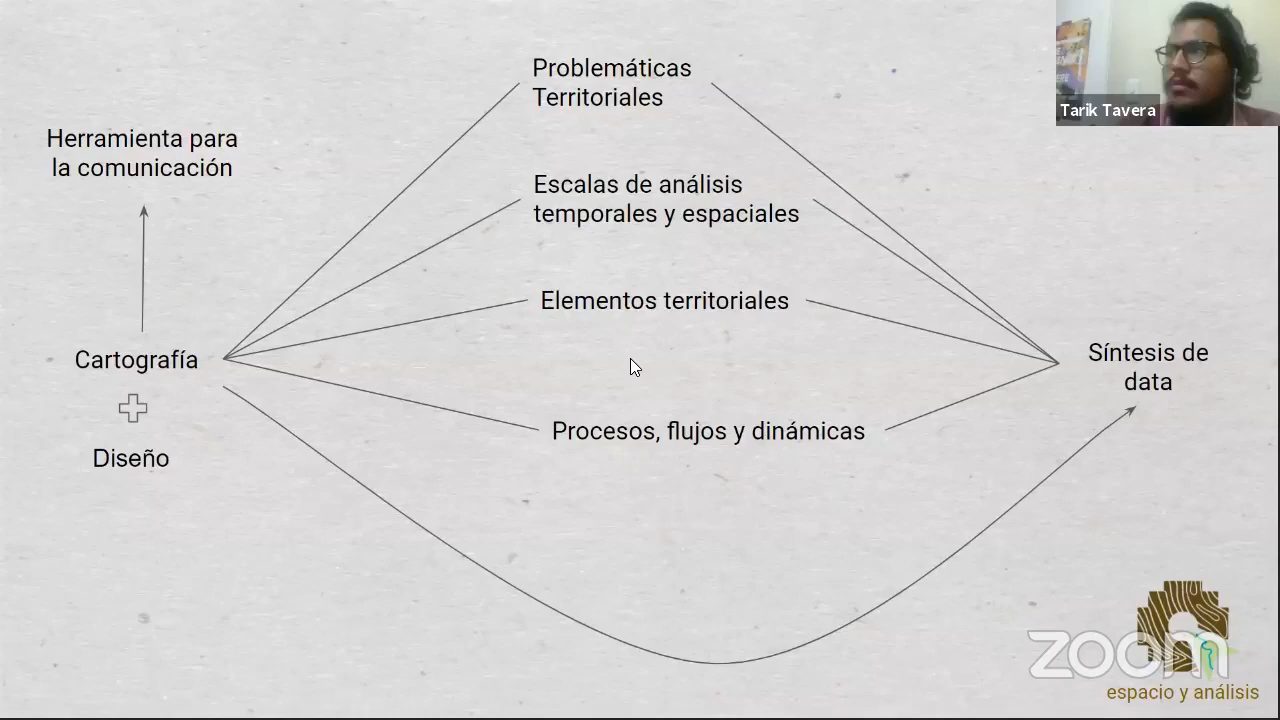 Problemáticas
Territoriales
Tarik Tavera
Herramienta para
la comunicación
Escalas de análisis
temporales y espaciales
Elementos territoriales
Cartografía
Síntesis de
data
Procesos, flujos y dinámicas
Diseño
zoom
espacio y análisis